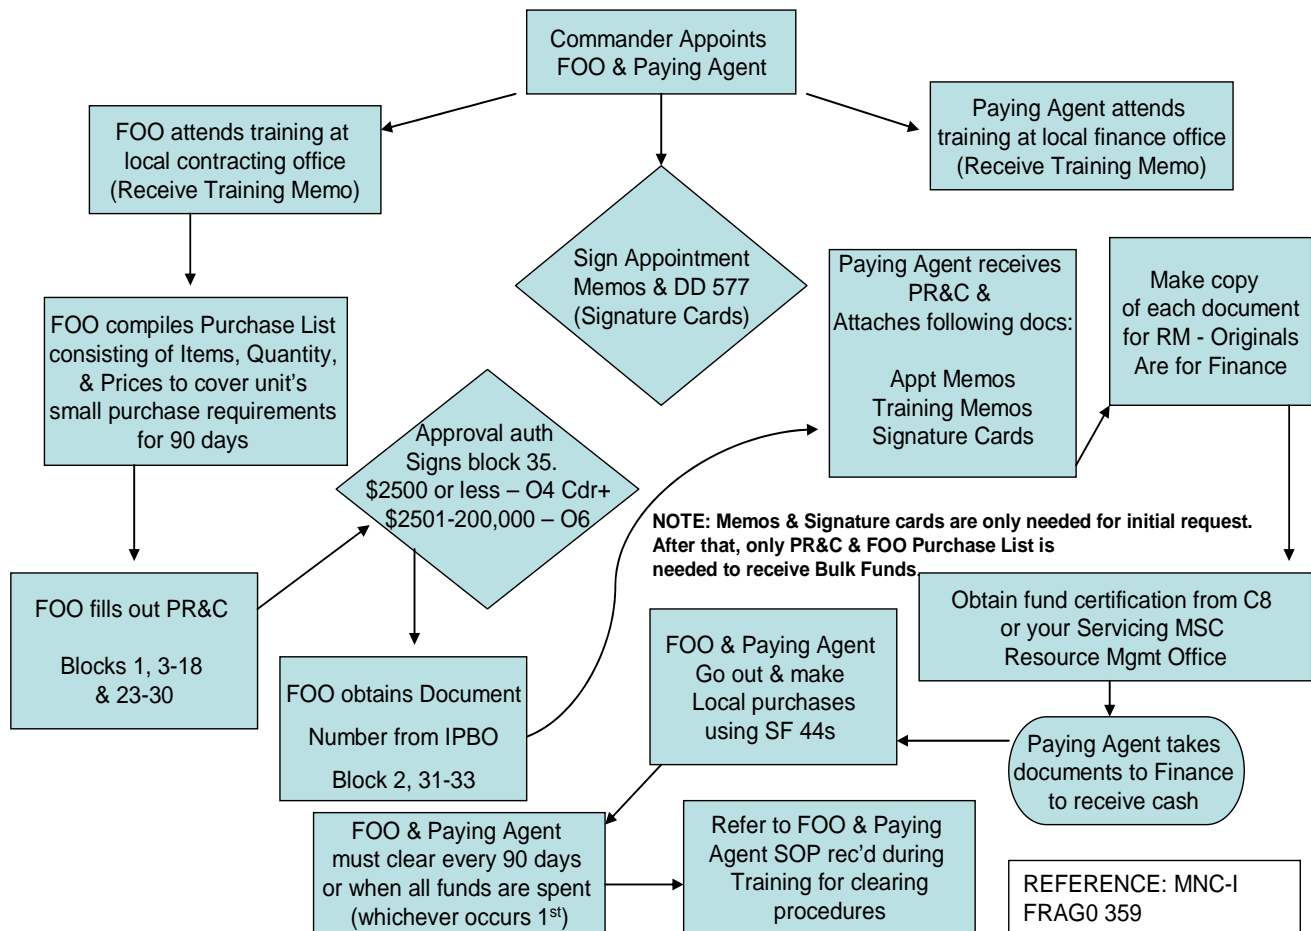 Commander Appoints
FOO & Paying Agent
FOO attends training at
local contracting office
(Receive Training Memo)
Paying Agent attends
training at local finance office
(Receive Training Memo)
Sign Appointment
Memos & DD 577
(Signature Cards)
Paying Agent receives
PR&C &
Attaches following docs:
Appt Memos
Training Memos
Signature Cards
Make copy
of each document
for RM - Originals
Are for Finance
FOO compiles Purchase List
consisting of Items, Quantity,
& Prices to cover unit's
small purchase requirements
for 90 days
Approval auth
Signs block 35.
$2500 or less – O4 Cdr+
$2501-200,000 – O6
NOTE: Memos & Signature cards are only needed for initial request.
After that, only PR&C & FOO Purchase List is
needed to receive Bulk Funds.
FOO fills out PR&C
Blocks 1, 3-18
& 23-30
FOO obtains Document
Number from IPBO
Block 2, 31-33
FOO & Paying Agent
Go out & make
Local purchases
using SF 44s
Obtain fund certification from C8
or your Servicing MSC
Resource Mgmt Office
Paying Agent takes
documents to Finance
to receive cash
FOO & Paying Agent
must clear every 90 days
or when all funds are spent
(whichever occurs 1st)
Refer to FOO & Paying
Agent SOP rec'd during
Training for clearing
procedures
REFERENCE: MNC-I
FRAG0 359